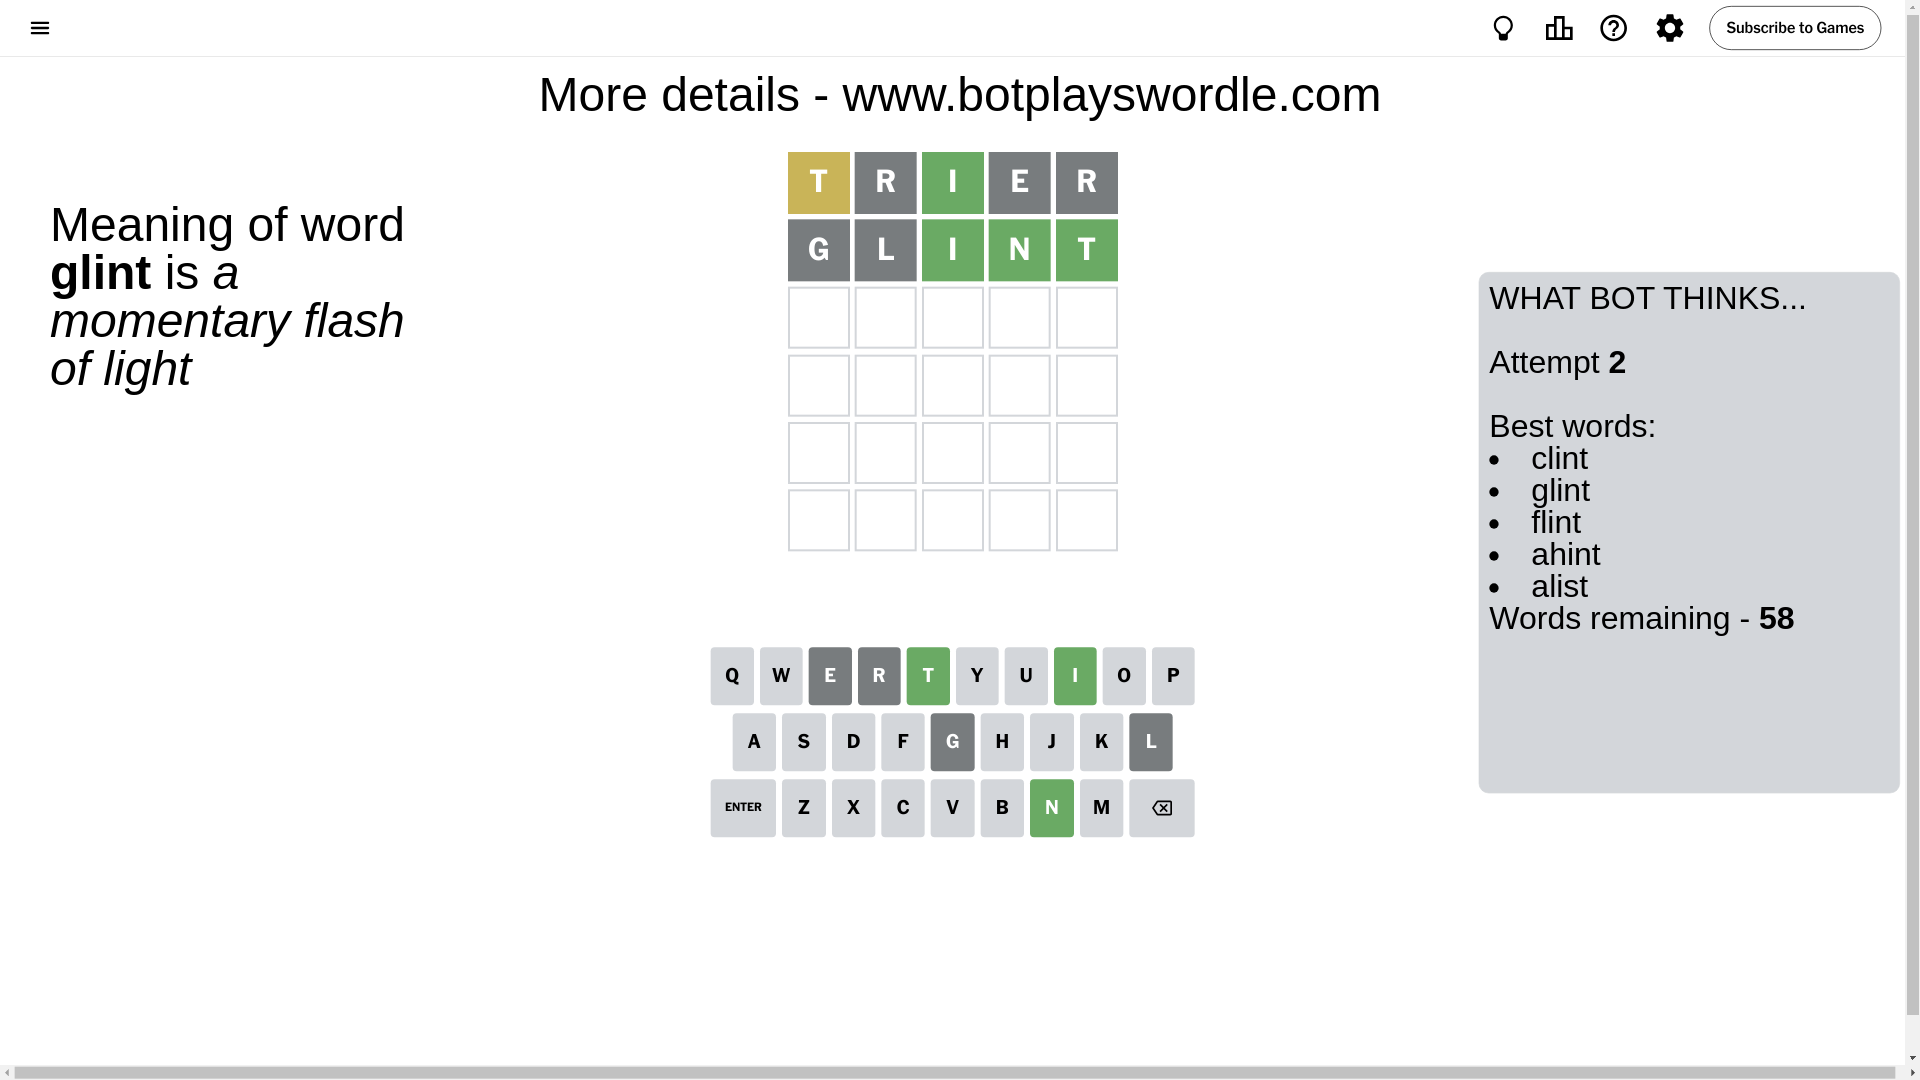 Subscribe to Games
More details - www.botplayswordle.com
Meaning of word
glint is a
momentary flash
of light
T R I E R
G L I N T
WHAT BOT THINKS...
Attempt 2
Best words:
• clint
• glint
• flint
• ahint
• alist
Words remaining - 58
Q W E R T Y U I O P
A S D F G H J K L
ENTER Z X C V B N M